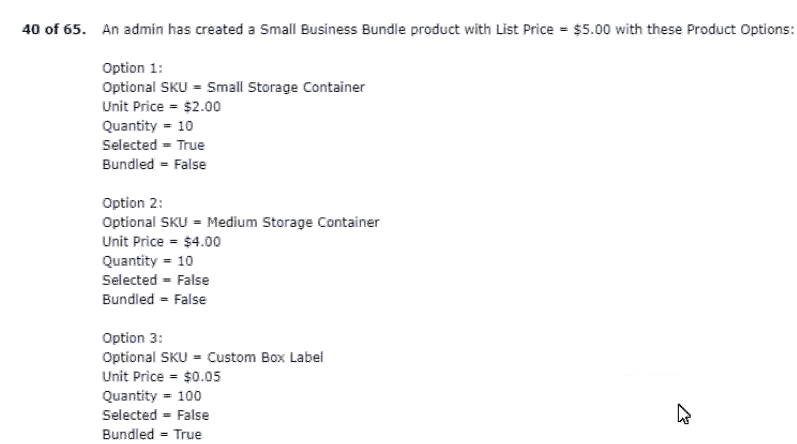 40 of 65. An admin has created a Small Business Bundle product with List Price = $5.00 with these Product Options:
Option 1:
Optional SKU = Small Storage Container
Unit Price = $2.00
Quantity = 10
Selected = True
Bundled = False
Option 2:
Optional SKU = Medium Storage Container
Unit Price = $4.00
Quantity = 10
Selected = False
Bundled = False
Option 3:
Optional SKU = Custom Box Label
Unit Price = $0.05
Quantity = 100
Selected = False
Bundled = True